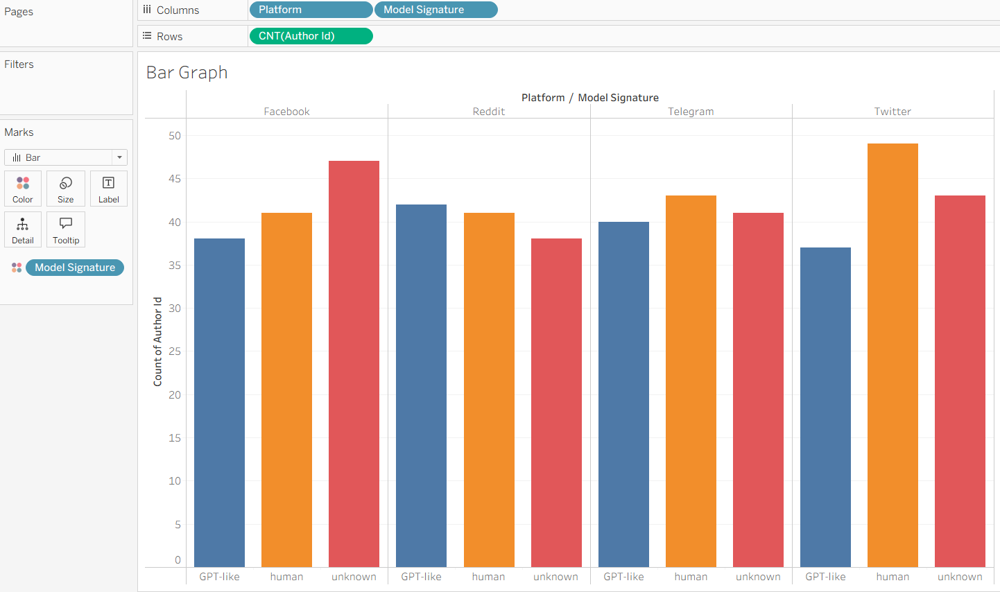 Pages
Columns Platform Model Signature
Rows CNT(Author Id)
Filters
Marks
Bar
Color Size Label
Detail Tooltip
Model Signature
Bar Graph
Platform / Model Signature
Facebook Reddit Telegram Twitter
Count of Author Id
50
45
40
35
30
25
20
15
10
5
0
GPT-like human unknown GPT-like human unknown GPT-like human unknown GPT-like human unknown